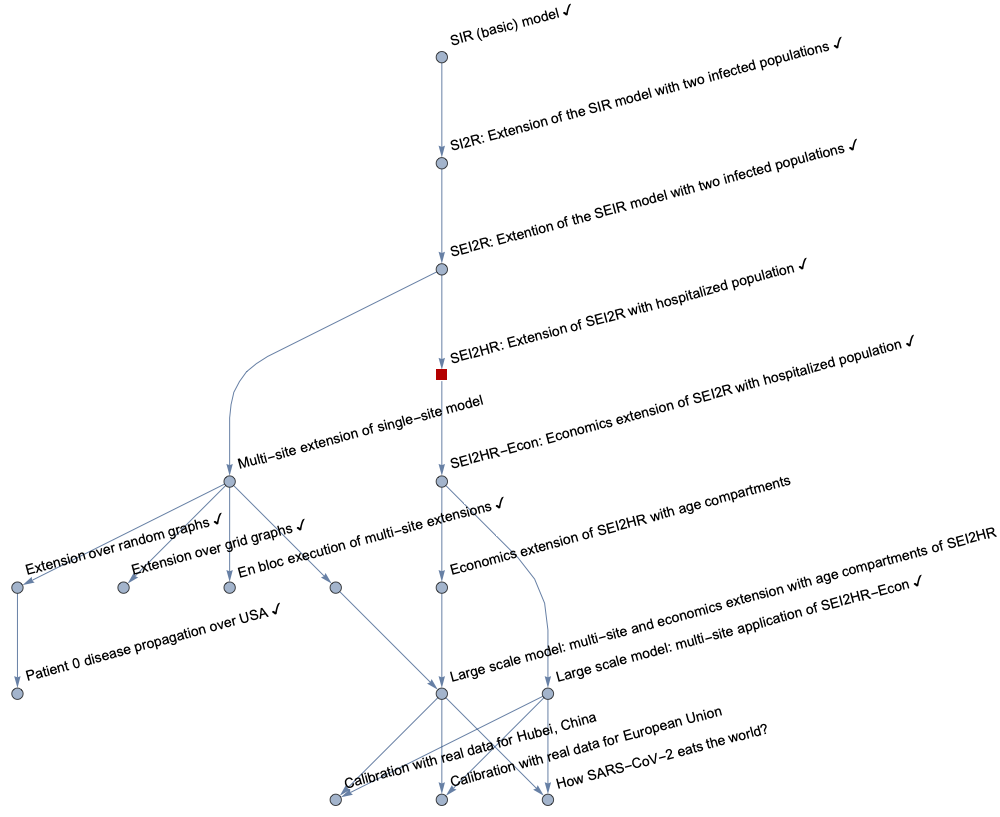 SIR (basic) model ✓
SI2R: Extension of the SIR model with two infected populations ✓
SEI2R: Extention of the SEIR model with two infected populations ✓
SEI2HR: Extension of SEI2R with hospitalized population ✓
SEI2HR−Econ: Economics extension of SEI2R with hospitalized population ✓
Multi−site extension of single−site model
Extension over random graphs ✓
Extension over grid graphs ✓
En bloc execution of multi−site extensions ✓
Economics extension of SEI2HR with age compartments
Patient 0 disease propagation over USA ✓
Large scale model: multi−site and economics extension with age compartments of SEI2HR
Large scale model: multi−site application of SEI2HR−Econ ✓
Calibration with real data for Hubei, China
Calibration with real data for European Union
How SARS−CoV−2 eats the world?